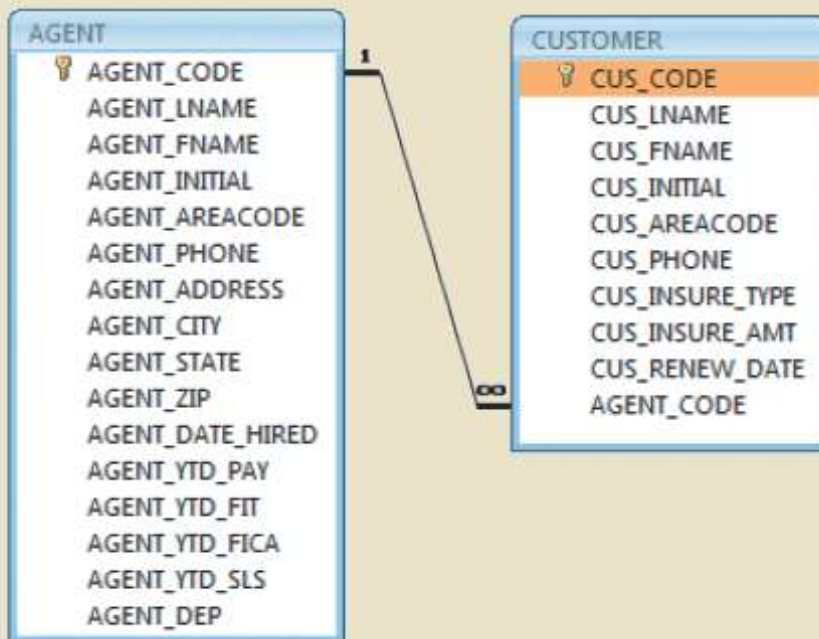 AGENT
AGENT_CODE
AGENT_LNAME
AGENT_FNAME
AGENT_INITIAL
AGENT_AREACODE
AGENT_PHONE
AGENT_ADDRESS
AGENT_CITY
AGENT_STATE
AGENT_ZIP
AGENT_DATE_HIRED
AGENT_YTD_PAY
AGENT_YTD_FIT
AGENT_YTD_FICA
AGENT_YTD_SLS
AGENT_DEP
1
∞
CUSTOMER
CUS_CODE
CUS_LNAME
CUS_FNAME
CUS_INITIAL
CUS_AREACODE
CUS_PHONE
CUS_INSURE_TYPE
CUS_INSURE_AMT
CUS_RENEW_DATE
AGENT_CODE